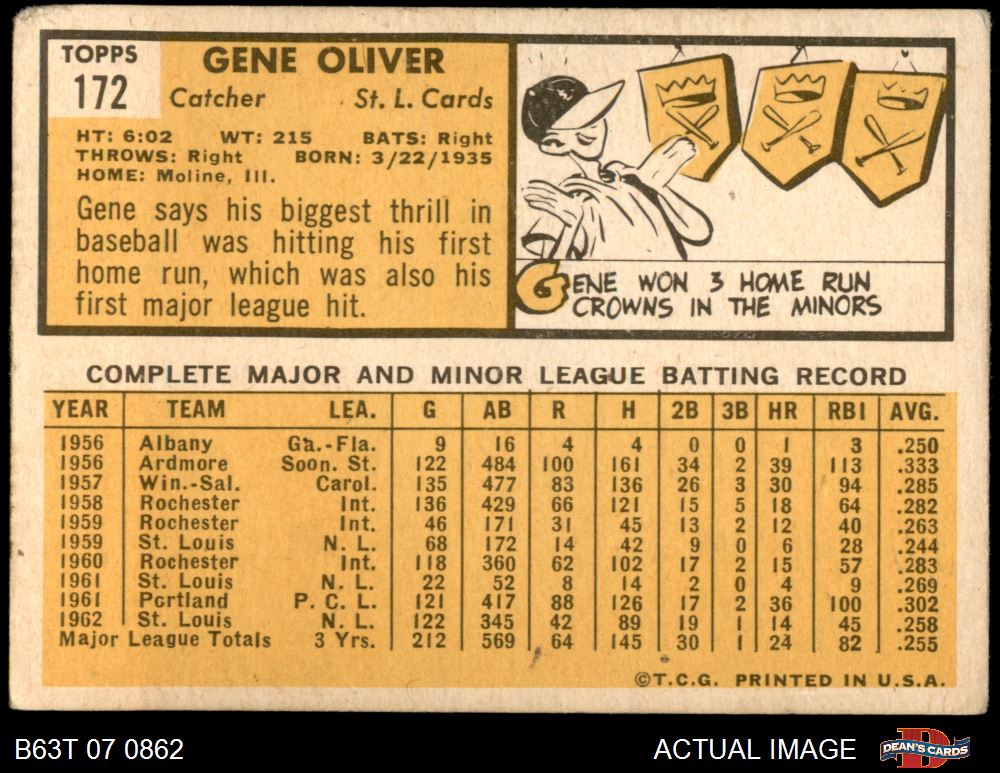 TOPPS
172
GENE OLIVER
Catcher St. L. Cards
HT: 6:02 WT: 215 BATS: Right
THROWS: Right BORN: 3/22/1935
HOME: Moline, Ill.
Gene says his biggest thrill in
baseball was hitting his first
home run, which was also his
first major league hit.
GENE WON 3 HOME RUN
CROWNS IN THE MINORS
COMPLETE MAJOR AND MINOR LEAGUE BATTING RECORD
YEAR TEAM LEA. G AB R H 2B 3B HR RBI AVG.
1956 Albany Ga.-Fla. 9 16 4 4 0 0 1 3 .250
1956 Ardmore Soon. St. 122 484 100 161 34 2 39 113 .333
1957 Win.-Sal. Carol. 135 477 83 136 26 3 30 94 .285
1958 Rochester Int. 136 429 66 121 15 5 18 64 .282
1959 Rochester Int. 46 171 31 45 13 2 12 40 .263
1959 St. Louis N. L. 68 172 14 42 9 0 6 28 .244
1960 Rochester Int. 118 360 62 102 17 2 15 57 .283
1961 St. Louis N. L. 22 52 8 14 2 0 4 9 .269
1961 Portland P. C. L. 121 417 88 126 17 2 36 100 .302
1962 St. Louis N. L. 122 345 42 89 19 1 14 45 .258
Major League Totals 3 Yrs. 212 569 64 145 30 1 24 82 .255
©T.C.G. PRINTED IN U.S.A.
B63T 07 0862 ACTUAL IMAGE DEAN'S CARDS